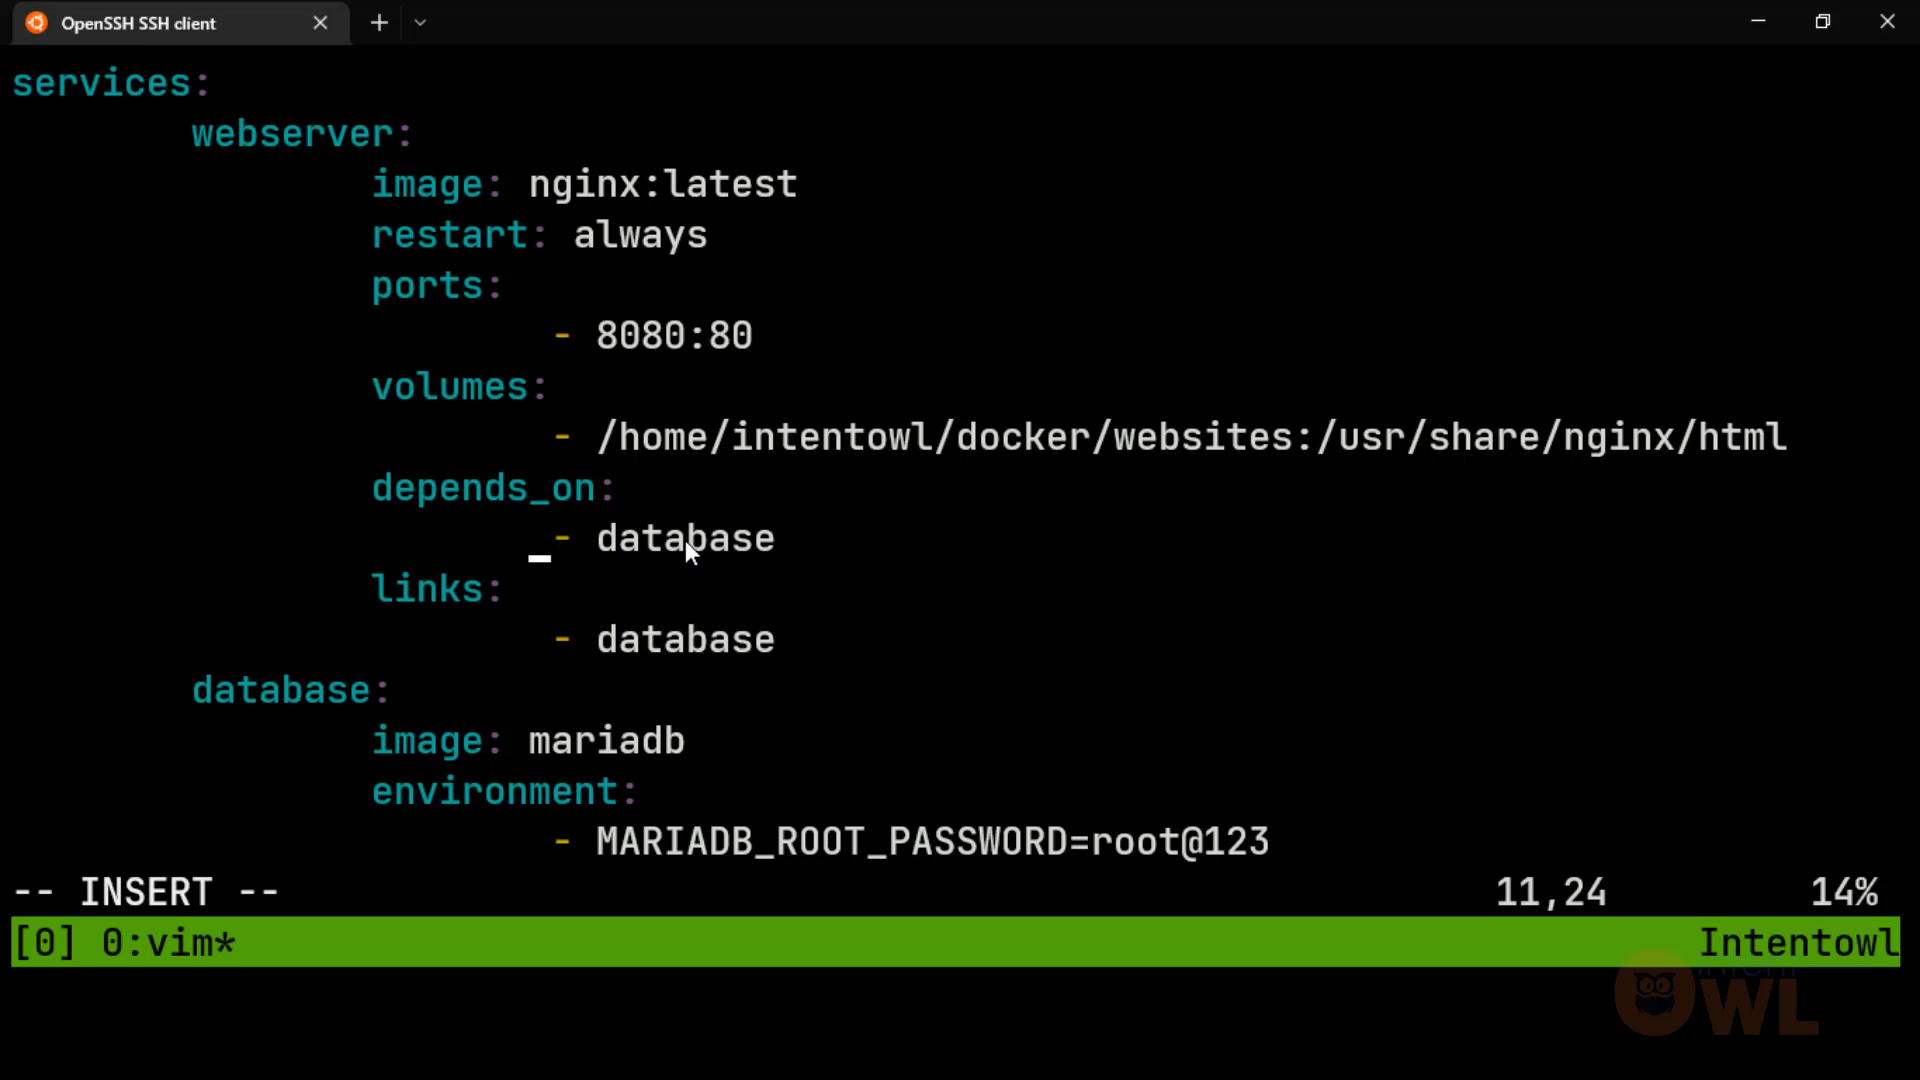 OpenSSH SSH client
services:
webserver:
image: nginx:latest
restart: always
ports:
- 8080:80
volumes:
- /home/intentowl/docker/websites:/usr/share/nginx/html
depends_on:
- database
links:
- database
database:
image: mariadb
environment:
- MARIADB_ROOT_PASSWORD=root@123
-- INSERT -- 11,24 14%
[0] 0:vim* Intentowl
OWL